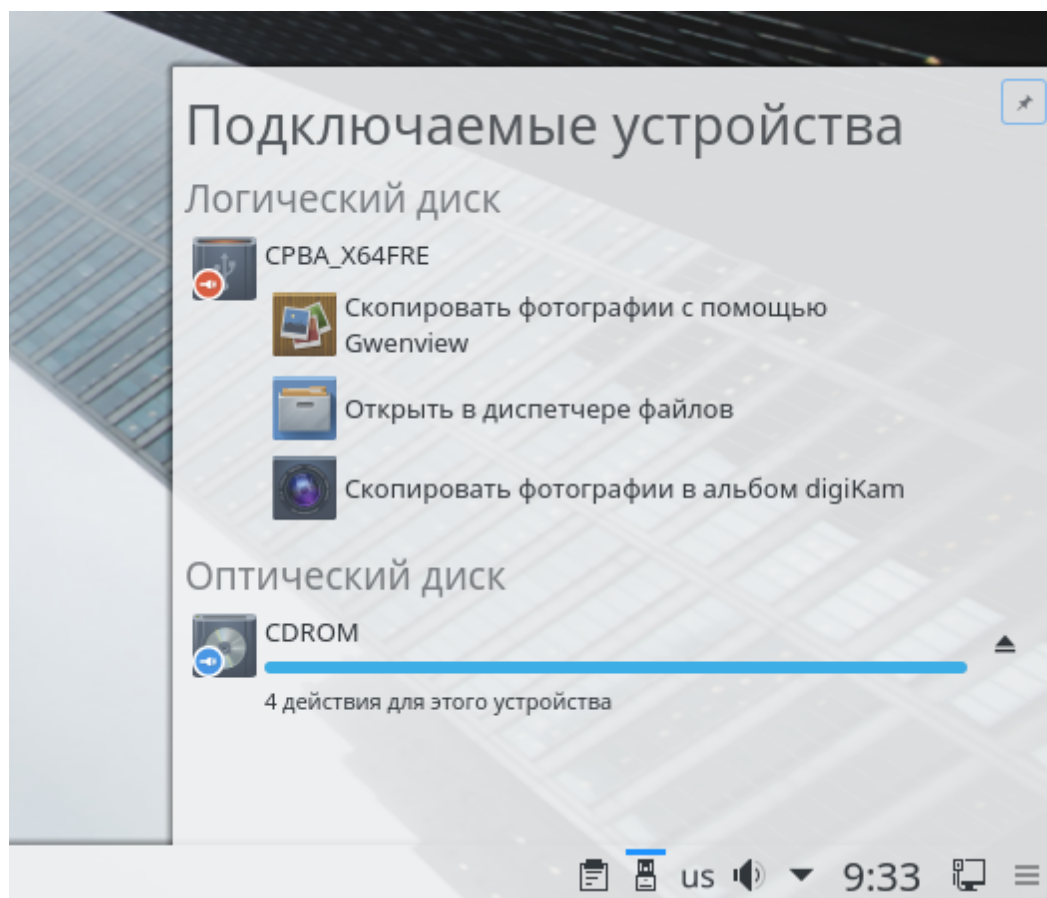 Подключаемые устройства
Логический диск
CPBA_X64FRE
Скопировать фотографии с помощью
Gwenview
Открыть в диспетчере файлов
Скопировать фотографии в альбом digiKam
Оптический диск
CDROM
4 действия для этого устройства
us 9:33